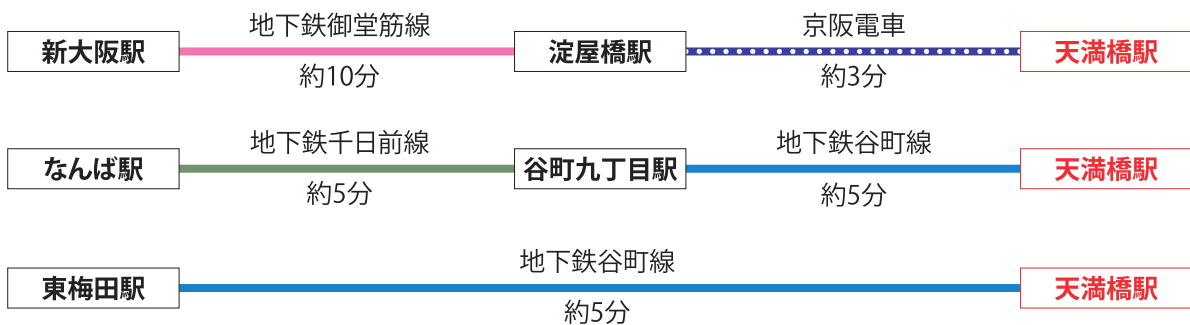 地下鉄御堂筋線
京阪電車
新大阪駅
淀屋橋駅
天満橋駅
約10分
約3分
地下鉄千日前線
地下鉄谷町線
なんば駅
谷町九丁目駅
天満橋駅
約5分
約5分
地下鉄谷町線
東梅田駅
天満橋駅
約5分